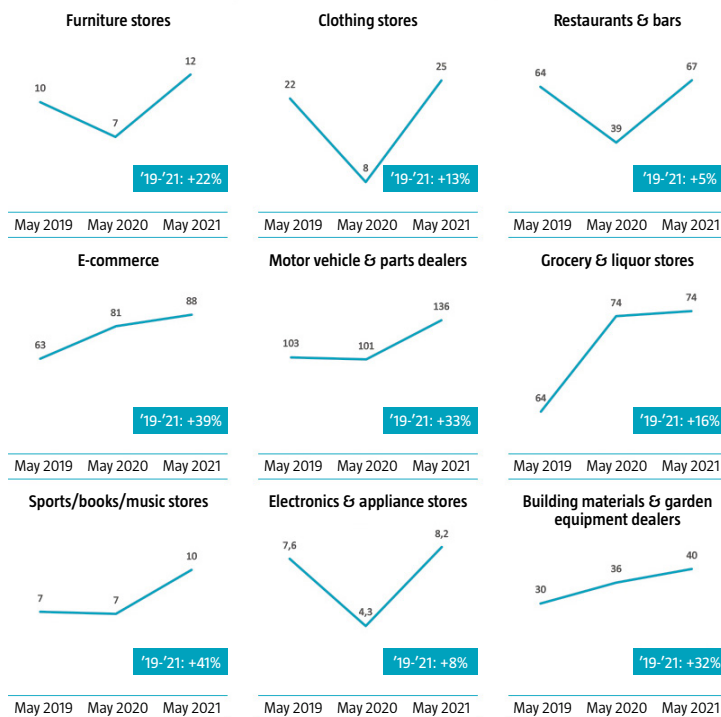 Furniture stores
10
7
12
'19-'21: +22%
May 2019 May 2020 May 2021
Clothing stores
22
8
25
'19-'21: +13%
May 2019 May 2020 May 2021
Restaurants & bars
64
39
67
'19-'21: +5%
May 2019 May 2020 May 2021
E-commerce
63
81
88
'19-'21: +39%
May 2019 May 2020 May 2021
Motor vehicle & parts dealers
103
101
136
'19-'21: +33%
May 2019 May 2020 May 2021
Grocery & liquor stores
64
74
74
'19-'21: +16%
May 2019 May 2020 May 2021
Sports/books/music stores
7
7
10
'19-'21: +41%
May 2019 May 2020 May 2021
Electronics & appliance stores
7,6
4,3
8,2
'19-'21: +8%
May 2019 May 2020 May 2021
Building materials & garden
equipment dealers
30
36
40
'19-'21: +32%
May 2019 May 2020 May 2021